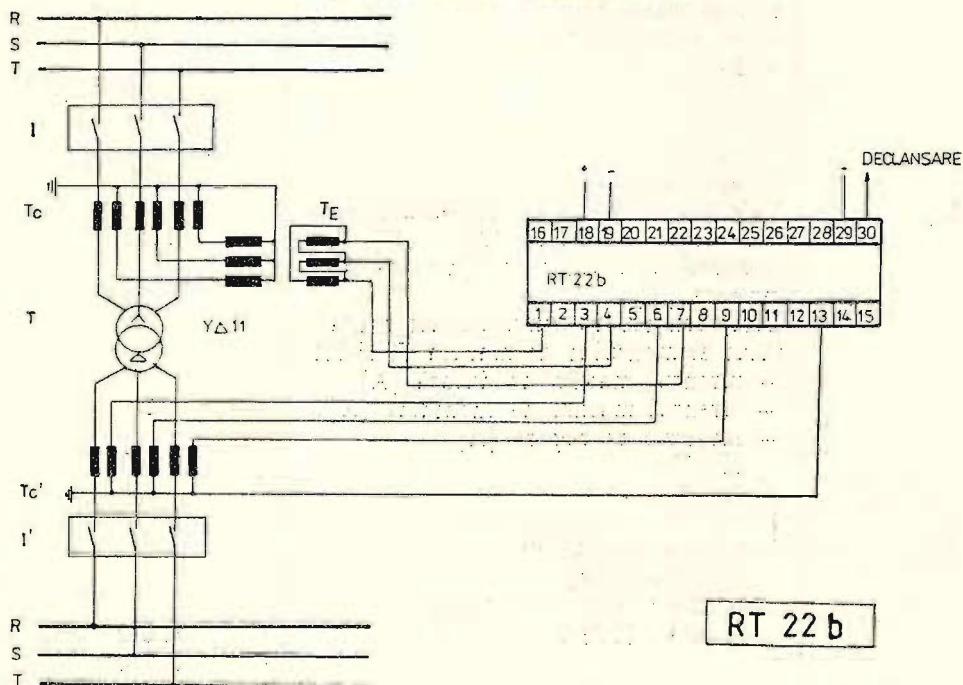 R
S
T
I
DECLANSARE
Tc
TE
+ -
- 
16 17 18 19 20 21 22 23 24 25 26 27 28 29 30
RT 22b
1 2 3 4 5 6 7 8 9 10 11 12 13 14 15
T
Y△ 11
Tc'
I'
R
S
T
RT 22 b